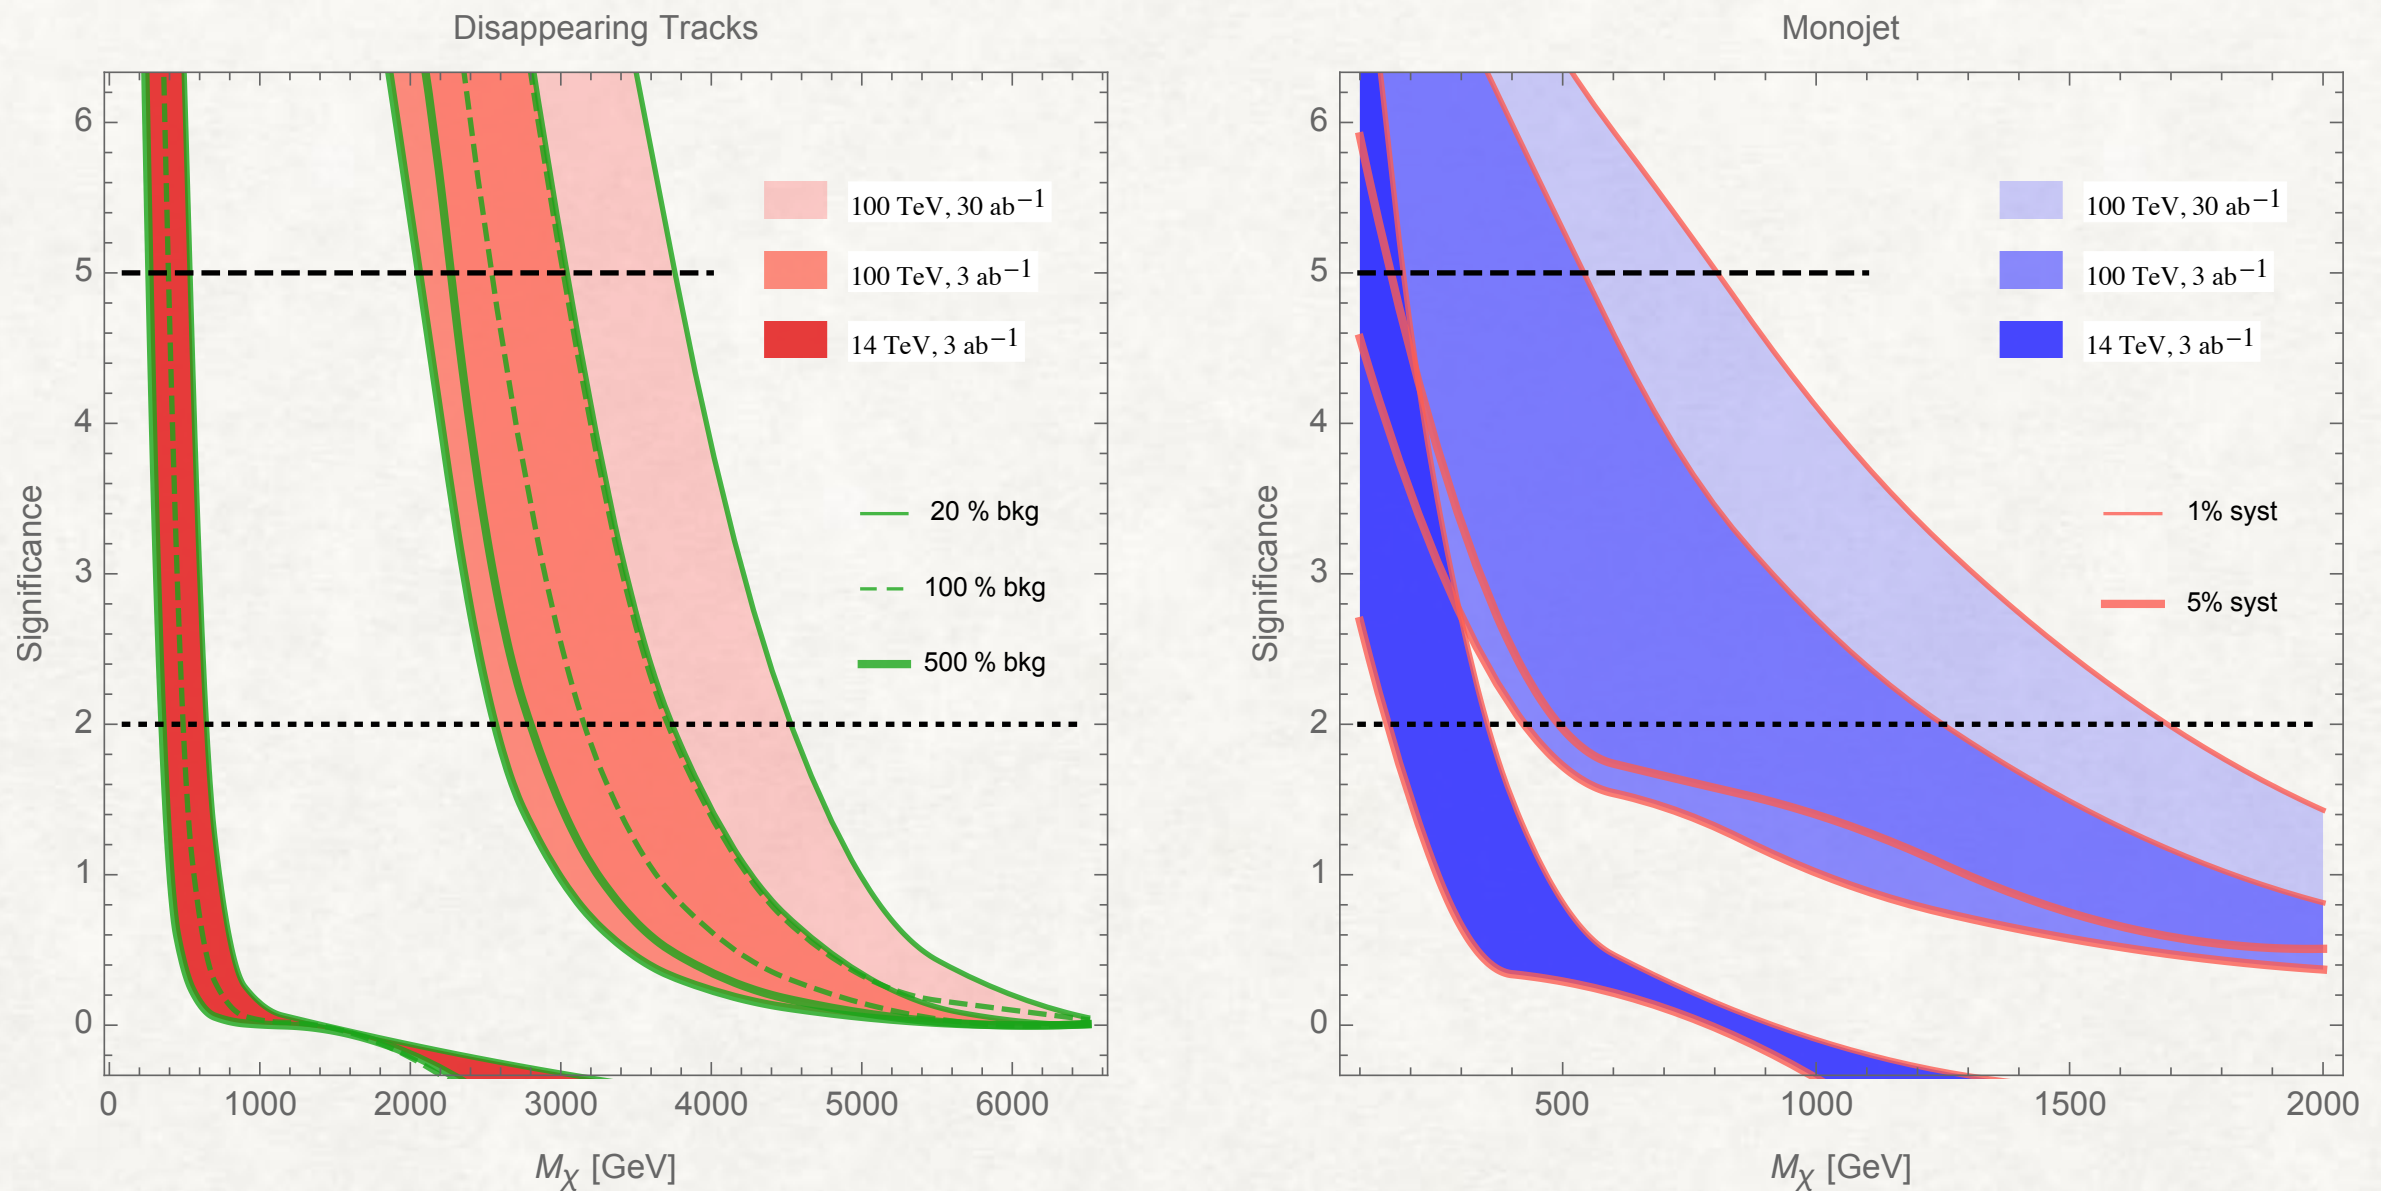 Disappearing Tracks
6
5
4
3
2
1
0
Significance
100 TeV, 30 ab−1
100 TeV, 3 ab−1
14 TeV, 3 ab−1
20 % bkg
100 % bkg
500 % bkg
0 1000 2000 3000 4000 5000 6000
Mχ [GeV]
Monojet
6
5
4
3
2
1
0
Significance
100 TeV, 30 ab−1
100 TeV, 3 ab−1
14 TeV, 3 ab−1
1% syst
5% syst
500 1000 1500 2000
Mχ [GeV]